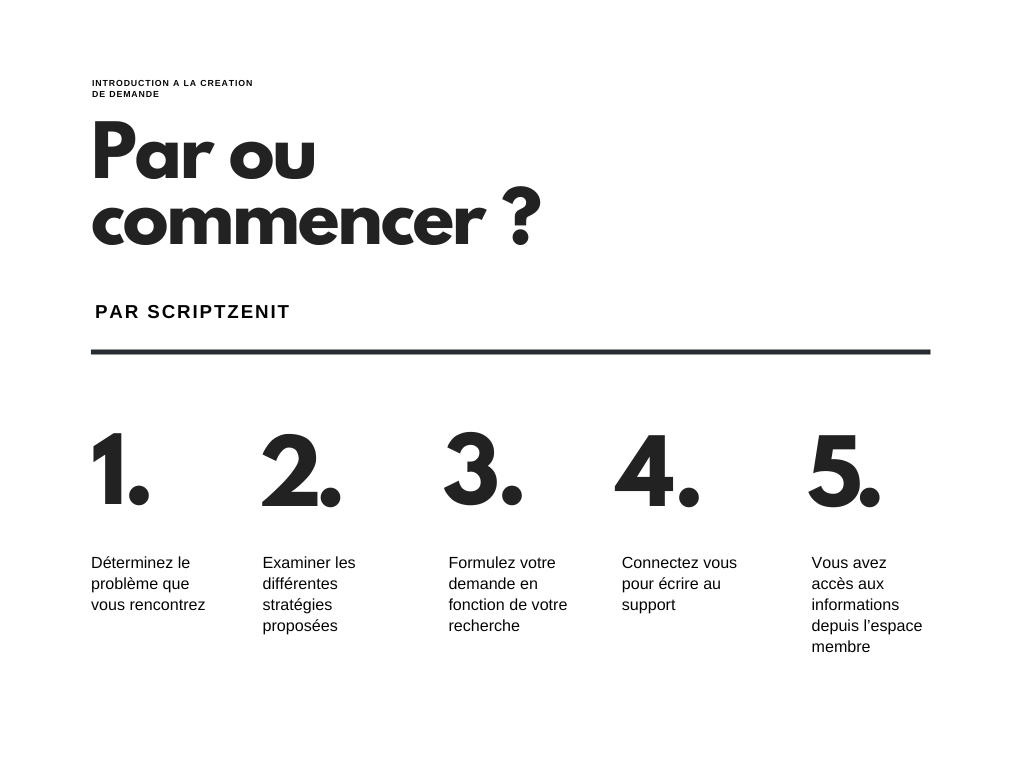 INTRODUCTION A LA CREATION
DE DEMANDE
Par ou
commencer ?
PAR SCRIPTZENIT
1.
Déterminez le
problème que
vous rencontrez
2.
Examiner les
différentes
stratégies
proposées
3.
Formulez votre
demande en
fonction de votre
recherche
4.
Connectez vous
pour écrire au
support
5.
Vous avez
accès aux
informations
depuis l’espace
membre